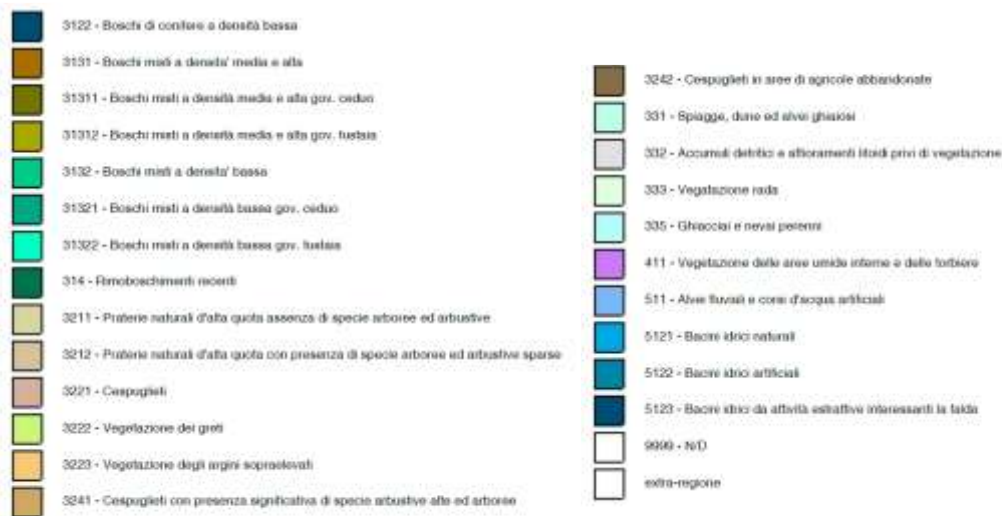 3122 - Boschi di conifere a densità bassa
3131 - Boschi misti a densita' media e alta
31311 - Boschi misti a densità media e alta gov. ceduo
31312 - Boschi misti a densità media e alta gov. fustaia
3132 - Boschi misti a densita' bassa
31321 - Boschi misti a densità bassa gov. ceduo
31322 - Boschi misti a densità bassa gov. fustaia
314 - Rimboschimenti recenti
3211 - Praterie naturali d'alta quota assenza di specie arboree ed arbustive
3212 - Praterie naturali d'alta quota con presenza di specie arboree ed arbustive sparse
3221 - Cespuglieti
3222 - Vegetazione dei greti
3223 - Vegetazione degli argini sopraelevati
3241 - Cespuglieti con presenza significativa di specie arbustive alte ed arboree
3242 - Cespuglieti in aree di agricole abbandonate
331 - Spiagge, dune ed alvei ghiaiosi
332 - Accumuli detritici e affioramenti litoidi privi di vegetazione
333 - Vegetazione rada
335 - Ghiacciai e nevai perenni
411 - Vegetazione delle aree umide interne e delle torbiere
511 - Alvei fluviali e corsi d'acqua artificiali
5121 - Bacini idrici naturali
5122 - Bacini idrici artificiali
5123 - Bacini idrici da attività estrattive interessanti la falda
9999 - N/D
extra-regione